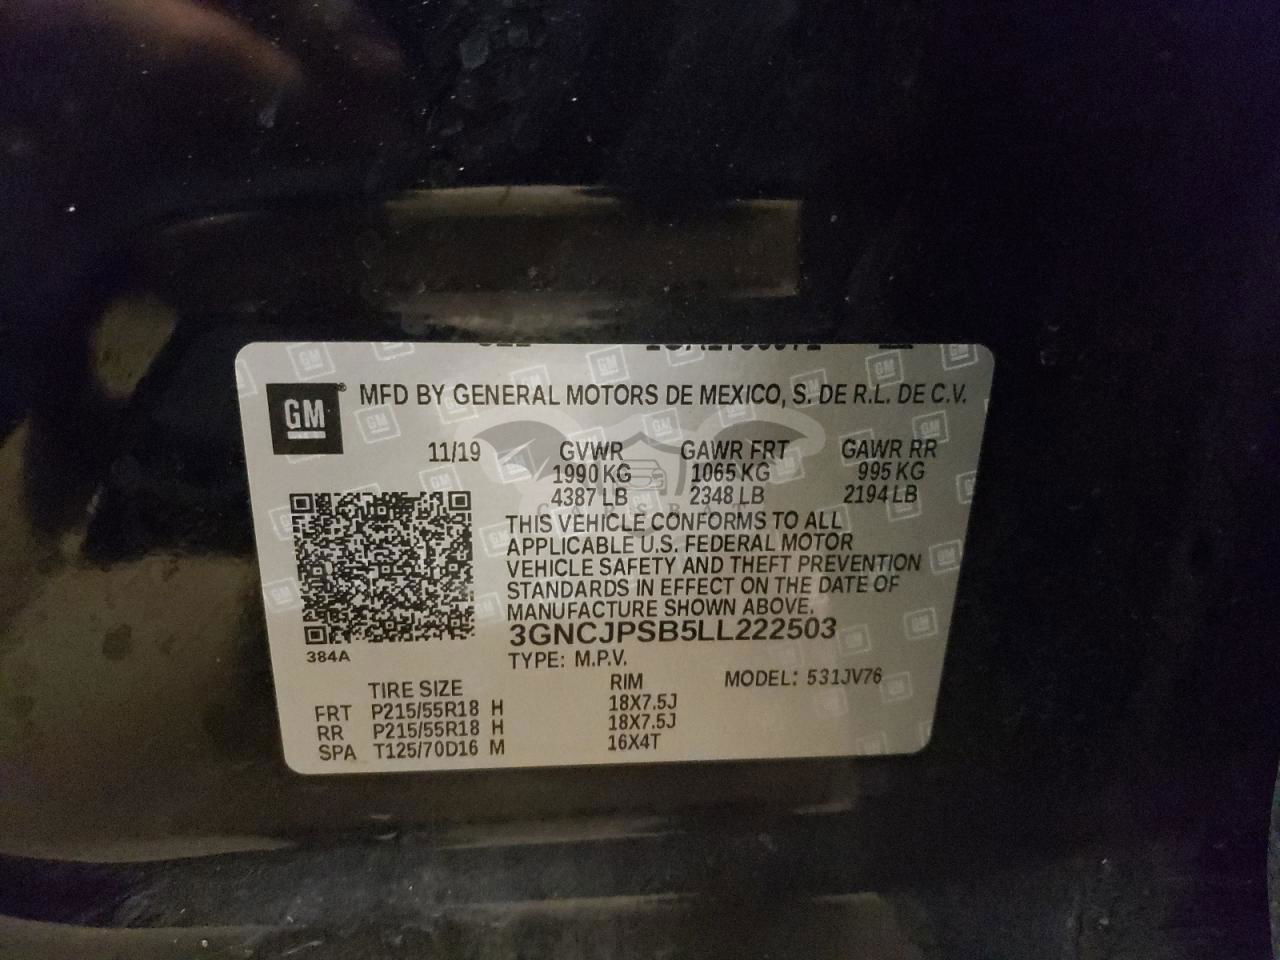 GM
MFD BY GENERAL MOTORS DE MEXICO, S. DE R.L. DE C.V.
11/19 GVWR GAWR FRT GAWR RR
1990 KG 1065 KG 995 KG
4387 LB 2348 LB 2194 LB
THIS VEHICLE CONFORMS TO ALL
APPLICABLE U.S. FEDERAL MOTOR
VEHICLE SAFETY AND THEFT PREVENTION
STANDARDS IN EFFECT ON THE DATE OF
MANUFACTURE SHOWN ABOVE.
3GNCJPSB5LL222503
384A
TYPE: M.P.V.
MODEL: 531JV76
TIRE SIZE RIM
FRT P215/55R18 H 18X7.5J
RR P215/55R18 H 18X7.5J
SPA T125/70D16 M 16X4T